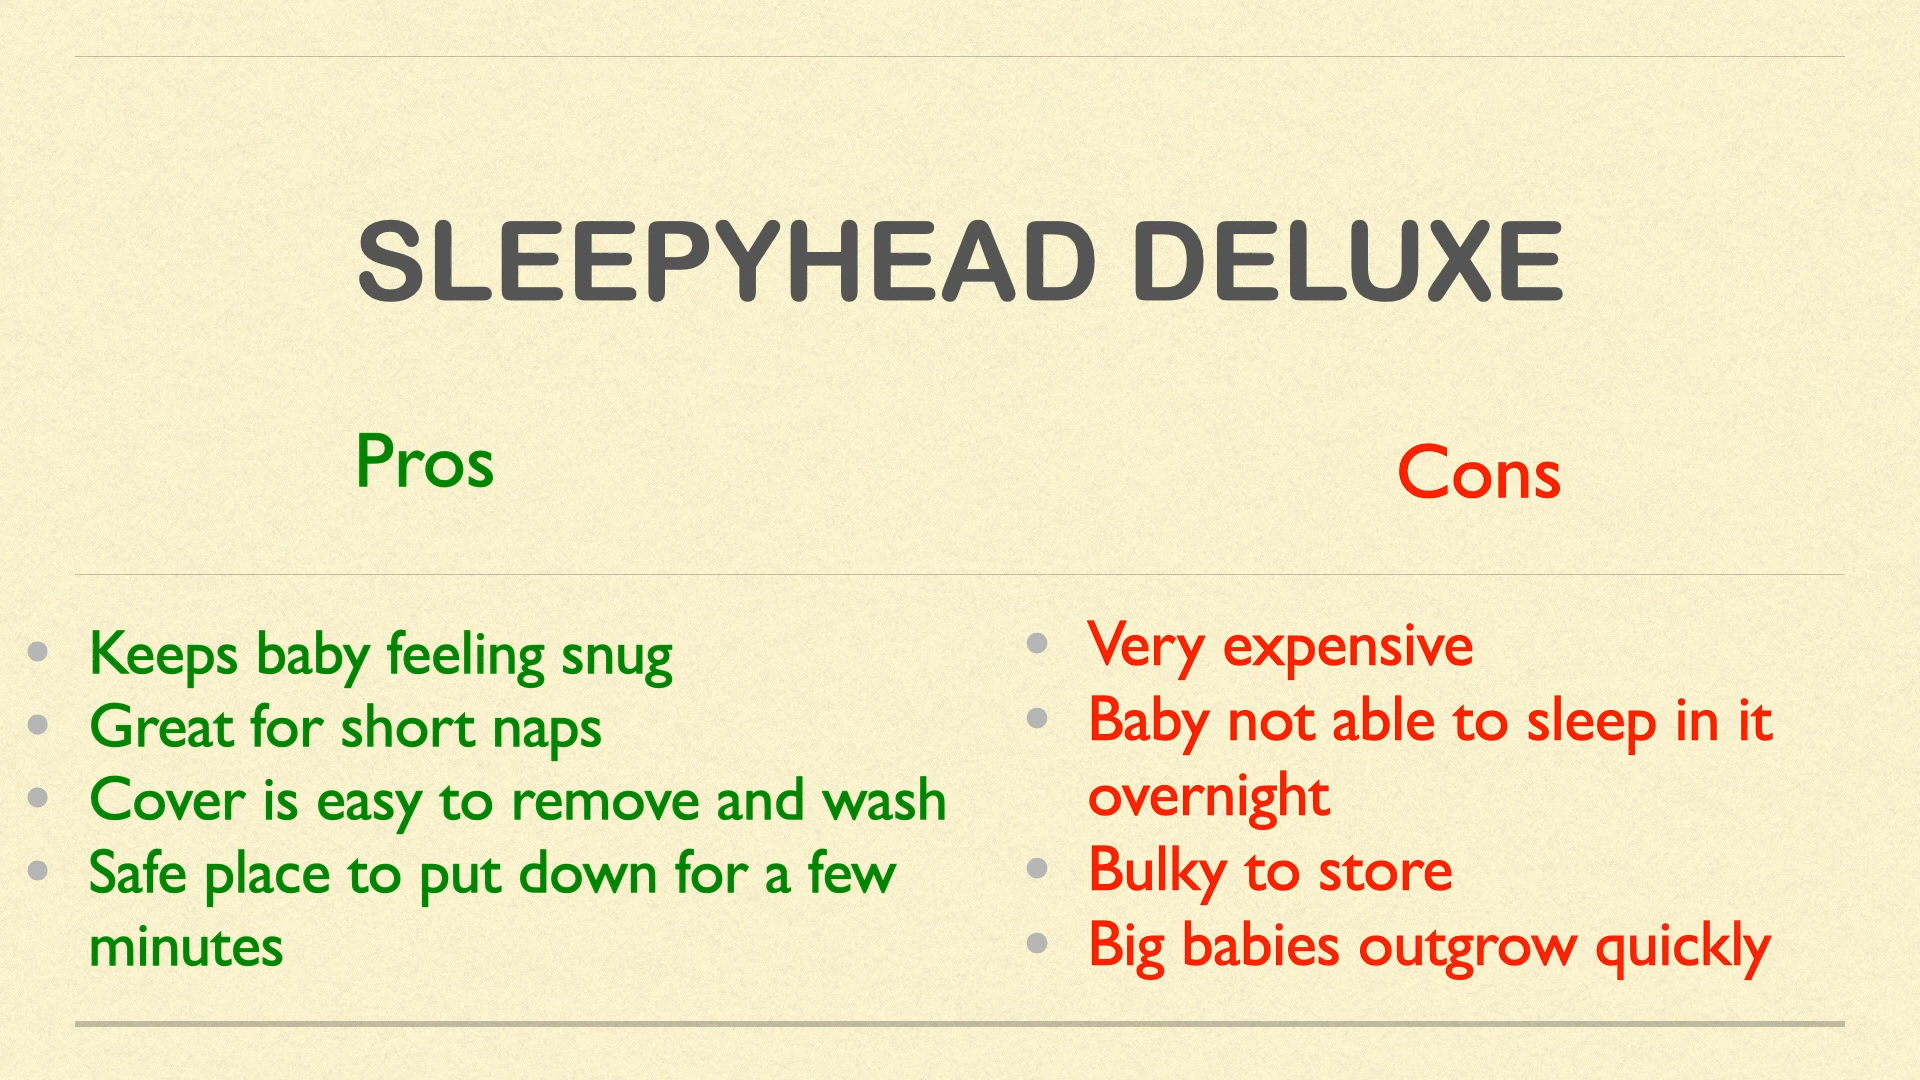 SLEEPYHEAD DELUXE
Pros
Keeps baby feeling snug
Great for short naps
Cover is easy to remove and wash
Safe place to put down for a few
minutes
Cons
Very expensive
Baby not able to sleep in it
overnight
Bulky to store
Big babies outgrow quickly